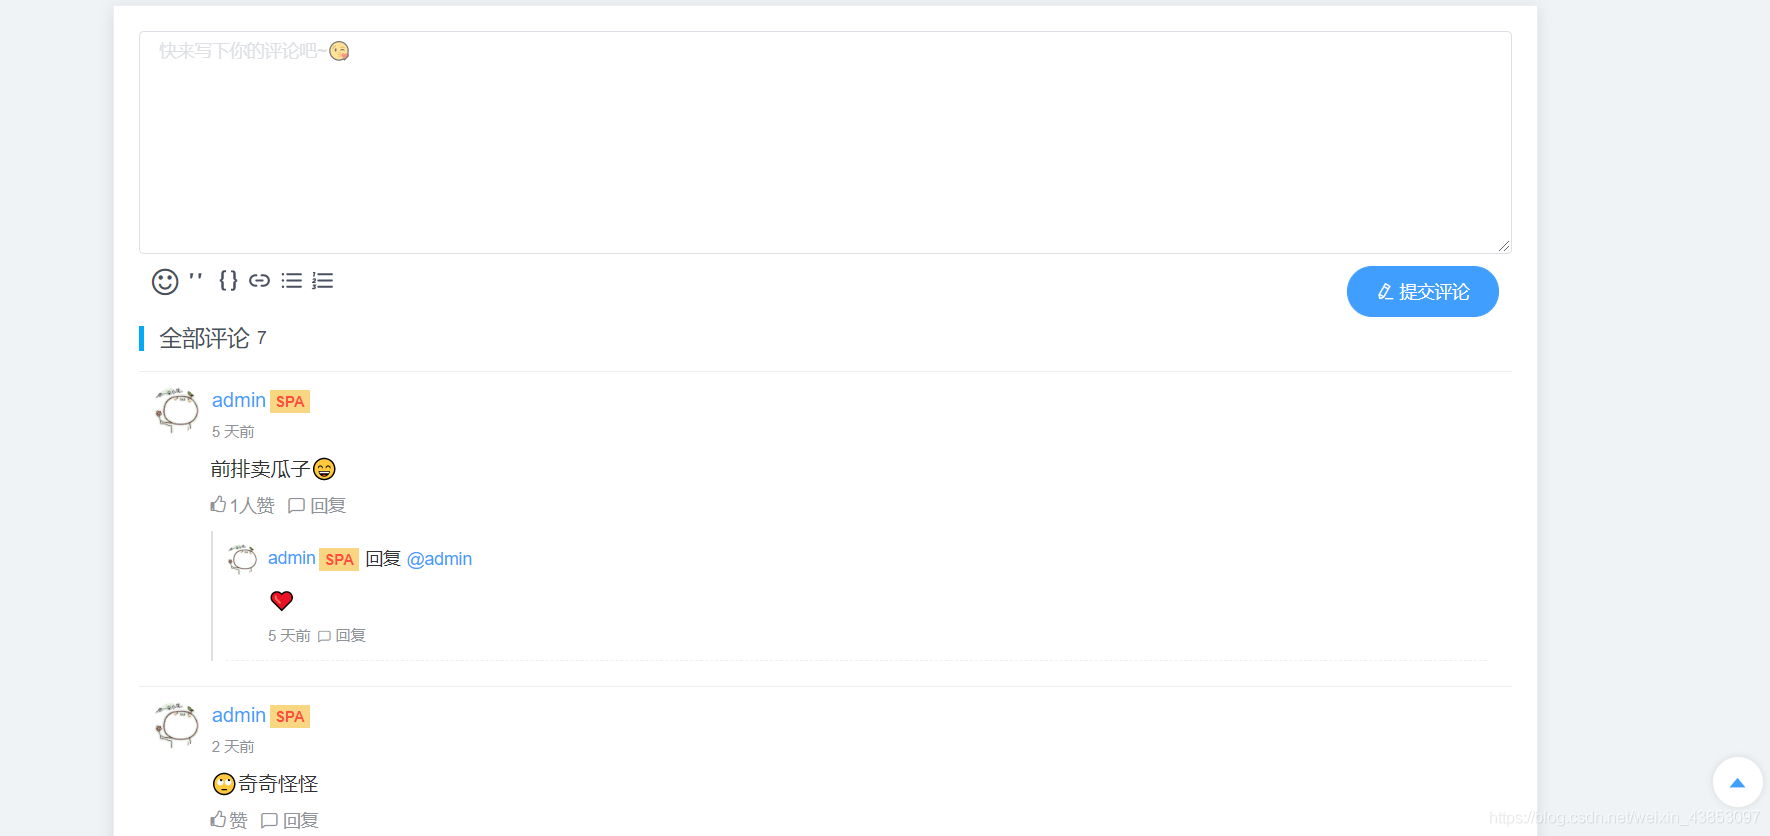 快来写下你的评论吧~😘
提交评论
全部评论 7
admin SPA
5 天前
前排卖瓜子😄
1人赞 回复
admin SPA 回复 @admin
❤
5 天前 回复
admin SPA
2 天前
🙄奇奇怪怪
赞 回复
https://blog.csdn.net/weixin_43853097